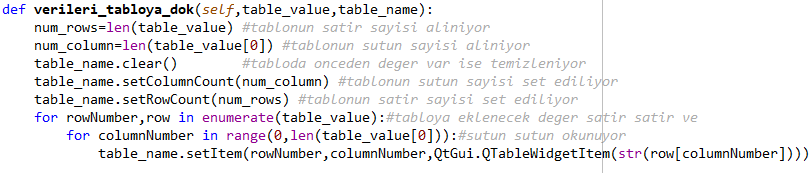 def verileri_tabloya_dok(self,table_value,table_name):
    num_rows=len(table_value) #tablonun satir sayisi aliniyor
    num_column=len(table_value[0]) #tablonun sutun sayisi aliniyor
    table_name.clear()         #tabloda onceden deger var ise temizleniyor
    table_name.setColumnCount(num_column) #tablonun sutun sayisi set ediliyor
    table_name.setRowCount(num_rows) #tablonun satir sayisi set ediliyor
    for rowNumber,row in enumerate(table_value):#tabloya eklenecek deger satir satir ve
        for columnNumber in range(0,len(table_value[0])):#sutun sutun okunuyor
            table_name.setItem(rowNumber,columnNumber,QtGui.QTableWidgetItem(str(row[columnNumber])))